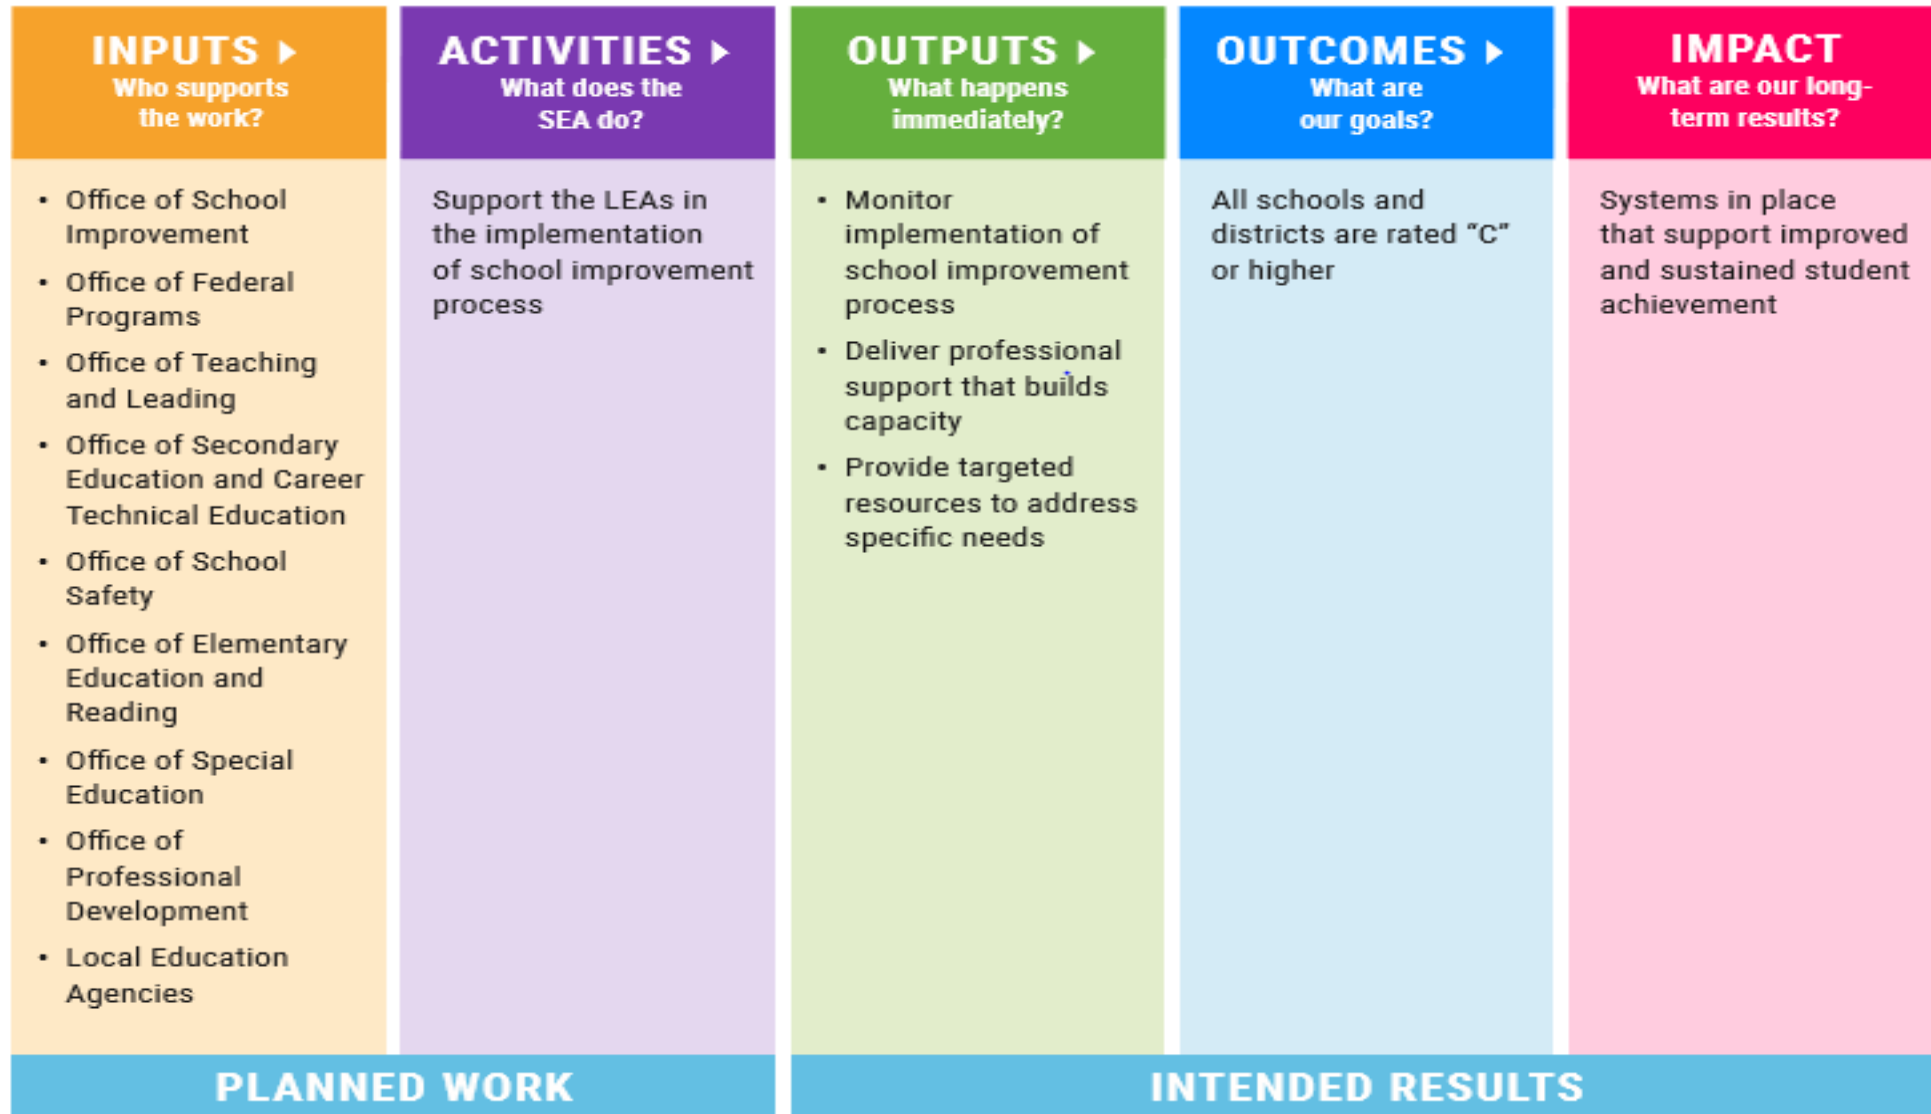 INPUTS ▸
Who supports
the work?
• Office of School
Improvement
• Office of Federal
Programs
• Office of Teaching
and Leading
• Office of Secondary
Education and Career
Technical Education
• Office of School
Safety
• Office of Elementary
Education and
Reading
• Office of Special
Education
• Office of
Professional
Development
• Local Education
Agencies
ACTIVITIES ▸
What does the
SEA do?
Support the LEAs in
the implementation
of school improvement
process
PLANNED WORK
OUTPUTS ▸
What happens
immediately?
• Monitor
implementation of
school improvement
process
• Deliver professional
support that builds
capacity
• Provide targeted
resources to address
specific needs
OUTCOMES ▸
What are
our goals?
All schools and
districts are rated “C”
or higher
IMPACT
What are our long-
term results?
Systems in place
that support improved
and sustained student
achievement
INTENDED RESULTS